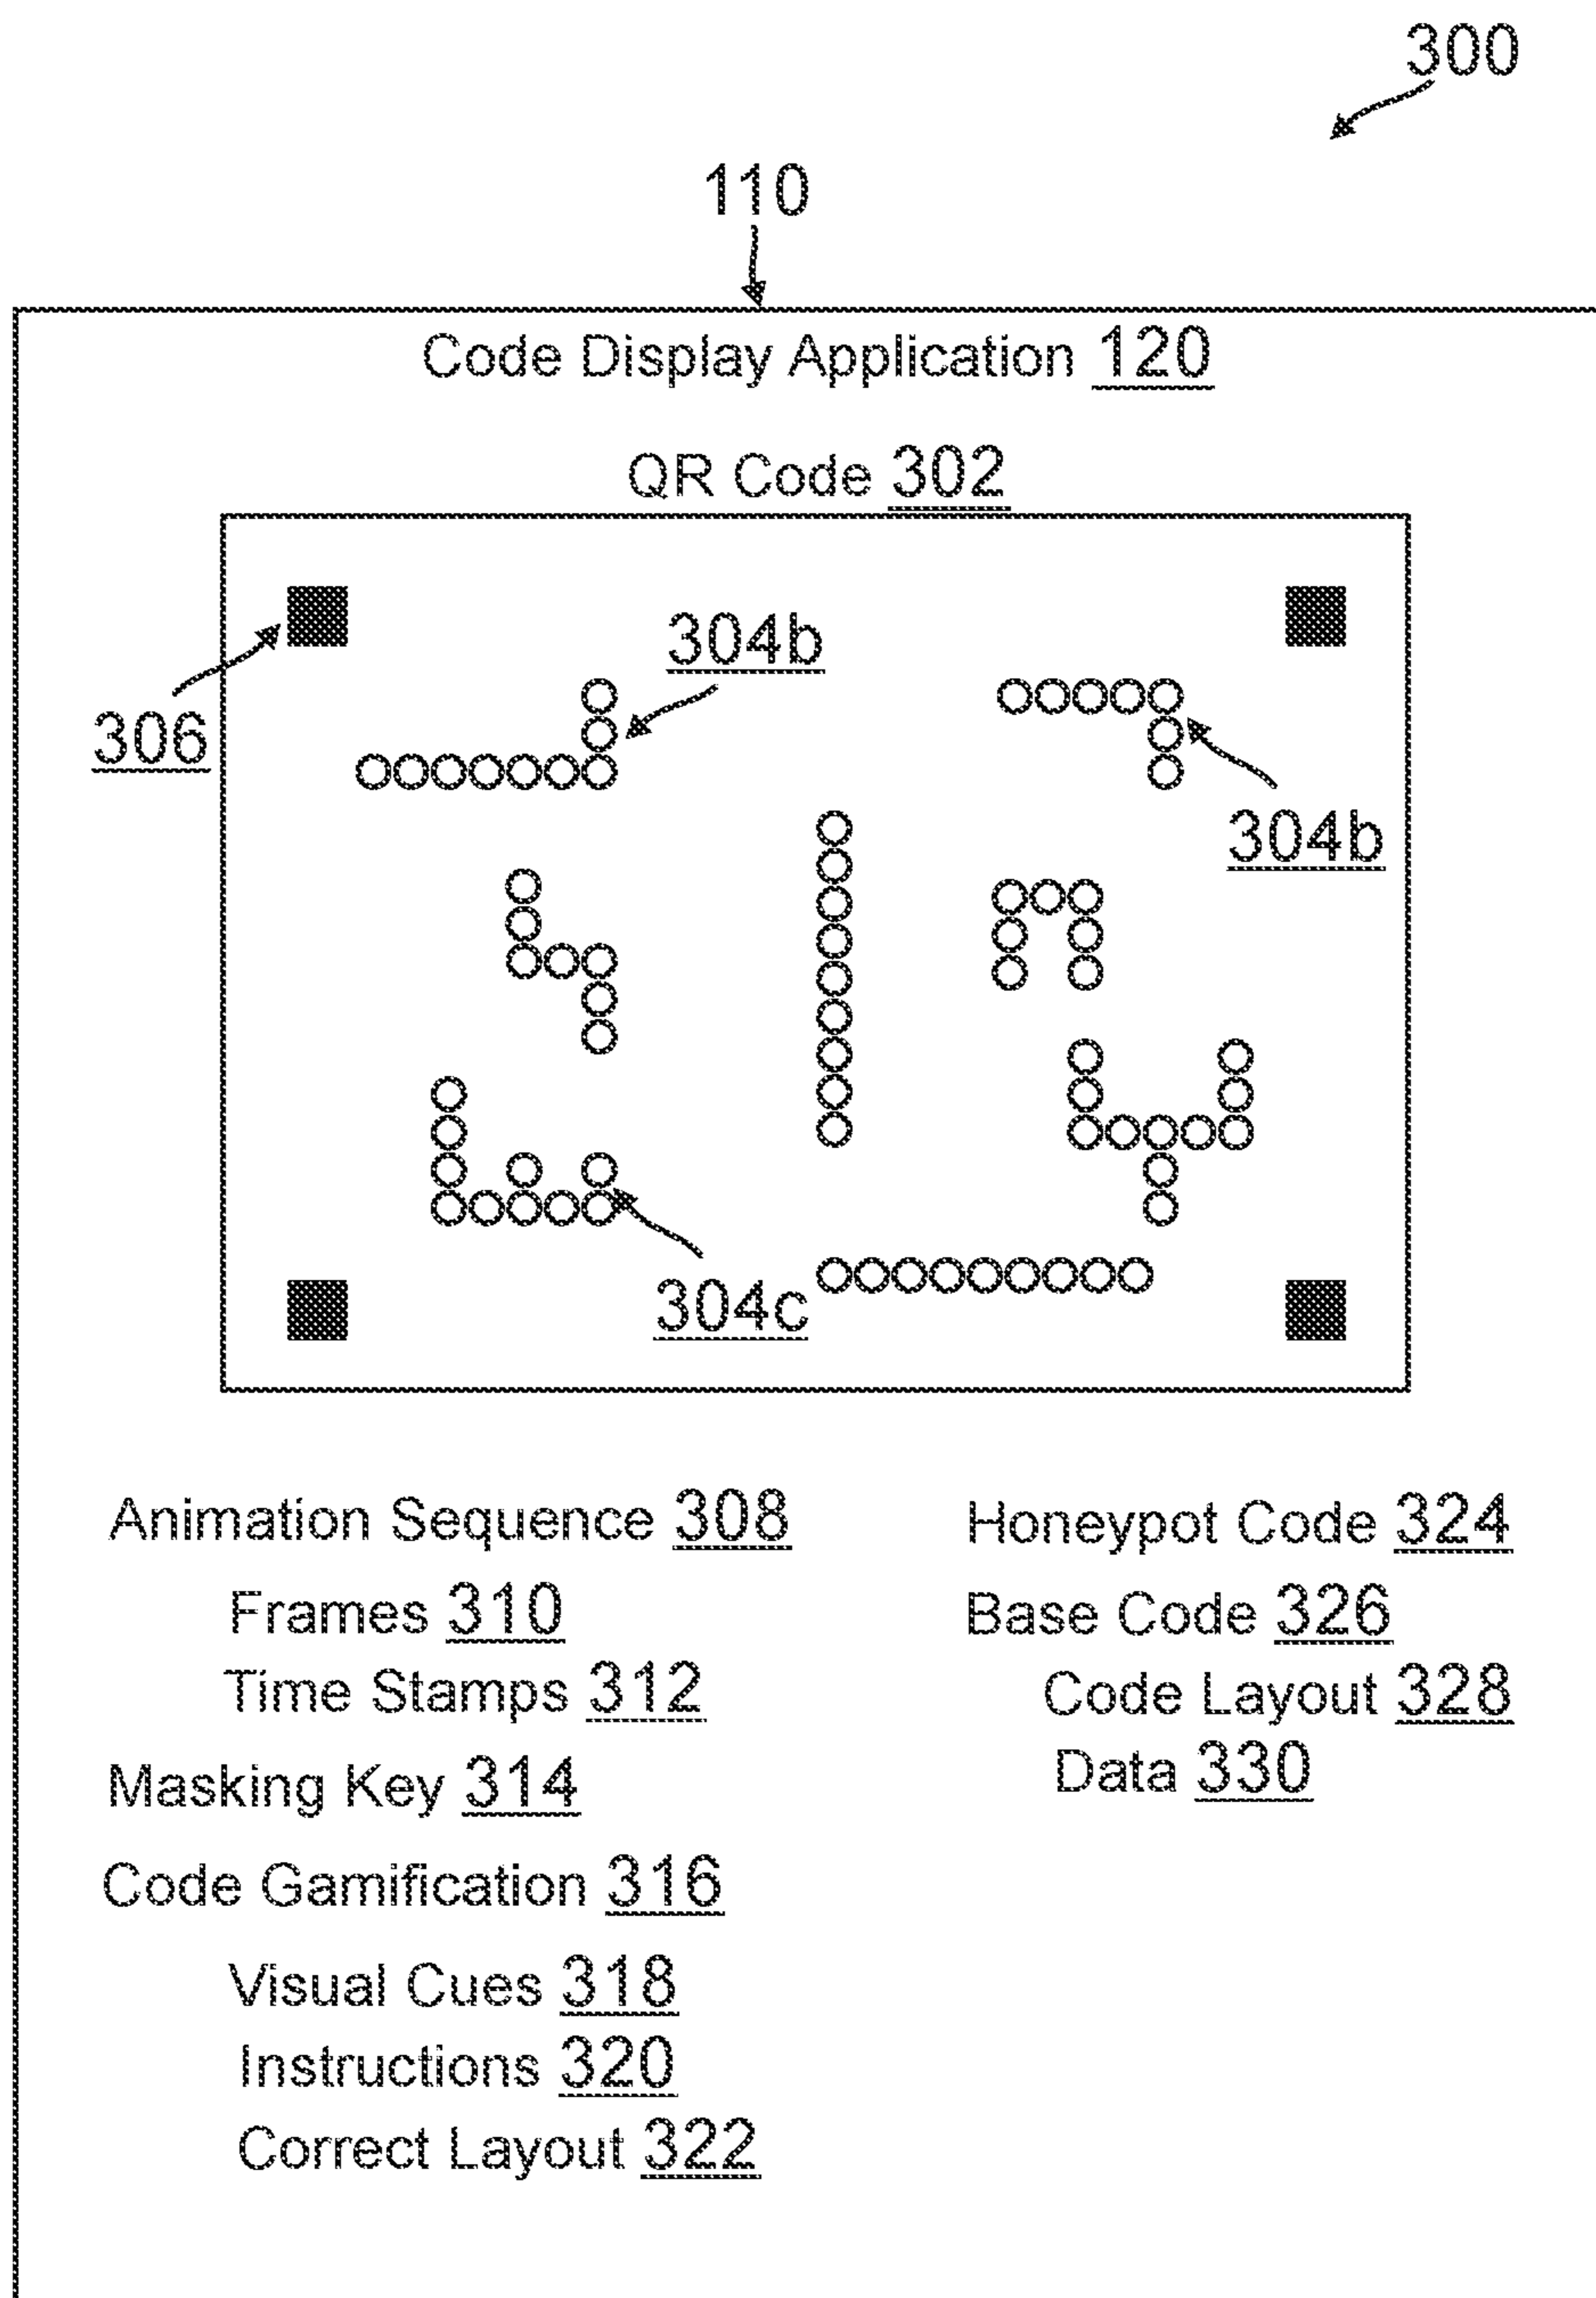 300
110
Code Display Application 120
QR Code 302
304b
306
304b
304c
Animation Sequence 308
Frames 310
Time Stamps 312
Masking Key 314
Code Gamification 316
Visual Cues 318
Instructions 320
Correct Layout 322
Honeypot Code 324
Base Code 326
Code Layout 328
Data 330